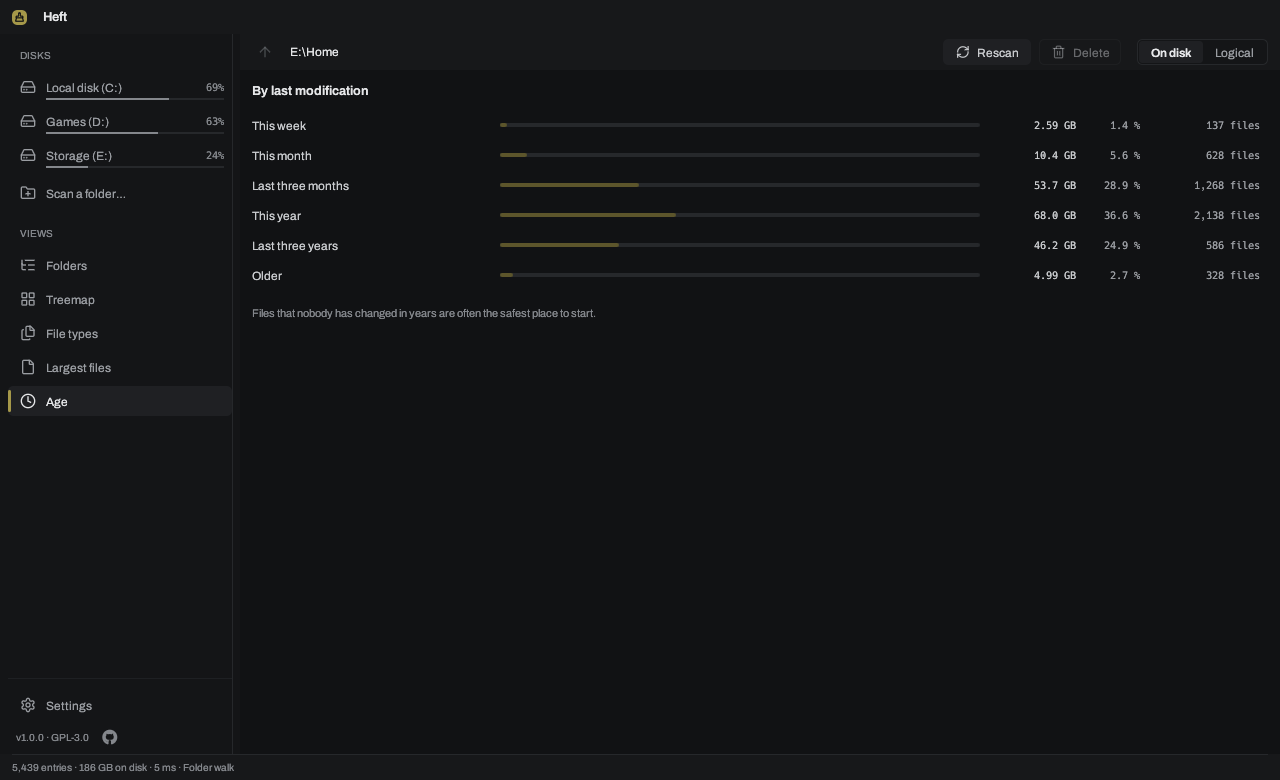 Heft
DISKS
Local disk (C:) 69%
Games (D:) 63%
Storage (E:) 24%
Scan a folder...
VIEWS
Folders
Treemap
File types
Largest files
Age
Settings
v1.0.0 · GPL-3.0
E:\Home
Rescan
Delete
On disk
Logical
By last modification
This week 2.59 GB 1.4 % 137 files
This month 10.4 GB 5.6 % 628 files
Last three months 53.7 GB 28.9 % 1,268 files
This year 68.0 GB 36.6 % 2,138 files
Last three years 46.2 GB 24.9 % 586 files
Older 4.99 GB 2.7 % 328 files
Files that nobody has changed in years are often the safest place to start.
5,439 entries · 186 GB on disk · 5 ms · Folder walk